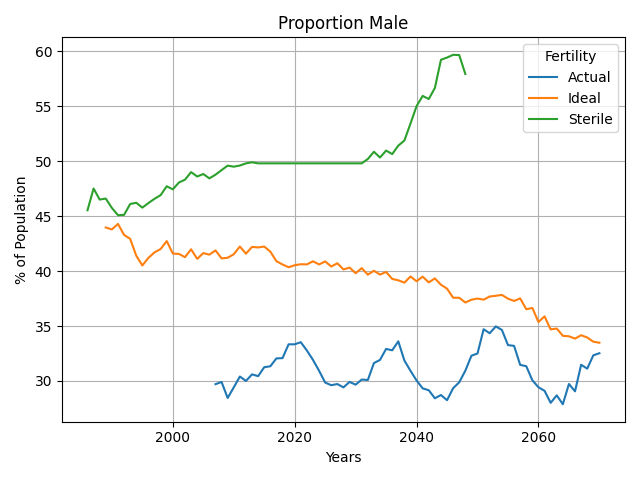 Proportion Male
Fertility
Actual
Ideal
Sterile
% of Population
60
55
50
45
40
35
30
2000
2020
2040
2060
Years